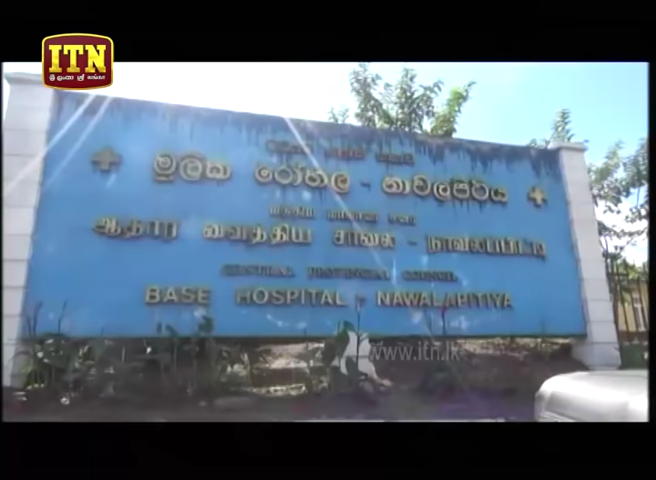 ITN
මූලික රෝහල - නාවලපිටිය
ஆதார வைத்திய சாலை - நாவலப்பிட்டி
CENTRAL PROVINCIAL COUNCIL
BASE HOSPITAL - NAWALAPITIYA
www.itn.lk